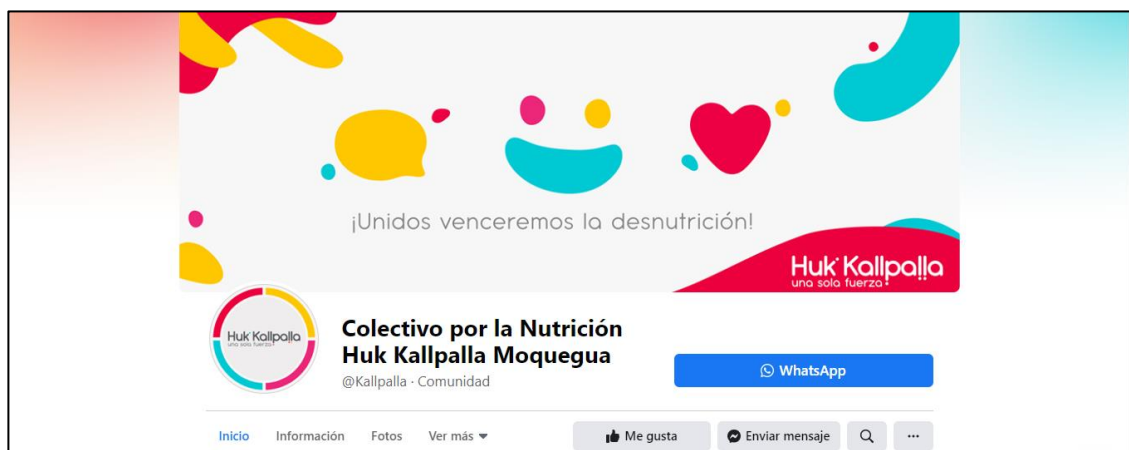 ¡Unidos venceremos la desnutrición!
Huk Kallpalla
una sola fuerza
Huk Kallpalla
una sola fuerza
Colectivo por la Nutrición
Huk Kallpalla Moquegua
@Kallpalla · Comunidad
WhatsApp
Inicio Información Fotos Ver más
Me gusta Enviar mensaje ...